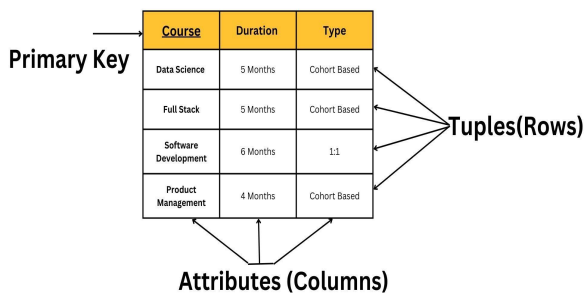 Course Duration Type
Primary Key
Data Science 5 Months Cohort Based
Full Stack 5 Months Cohort Based
Tuples(Rows)
Software
Development 6 Months 1:1
Product
Management 4 Months Cohort Based
Attributes (Columns)